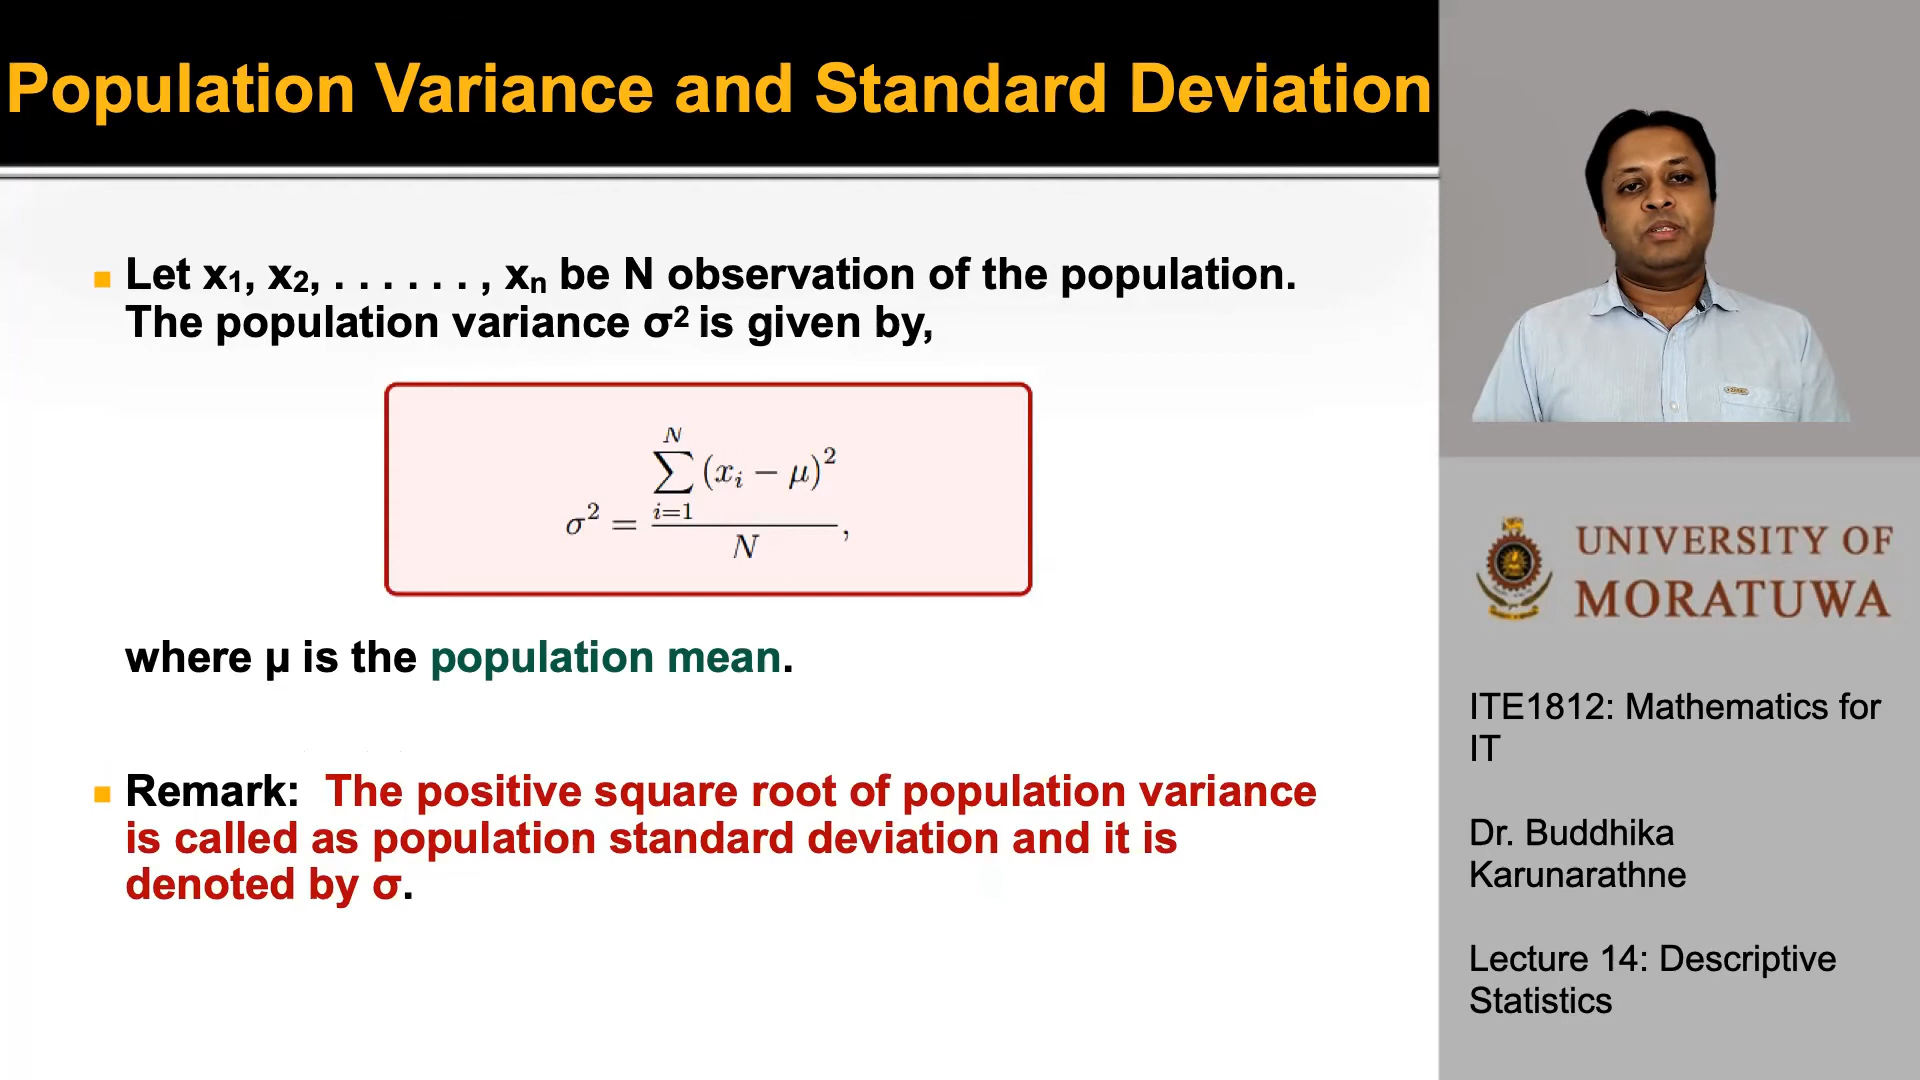 Population Variance and Standard Deviation
Let x₁, x₂, . . . . . . . , xₙ be N observation of the population.
The population variance σ² is given by,
σ² = \frac{\sum_{i=1}^{N} (x_i - μ)^2}{N},
where μ is the population mean.
Remark: The positive square root of population variance
is called as population standard deviation and it is
denoted by σ.
UNIVERSITY OF
MORATUWA
ITE1812: Mathematics for
IT
Dr. Buddhika
Karunarathne
Lecture 14: Descriptive
Statistics